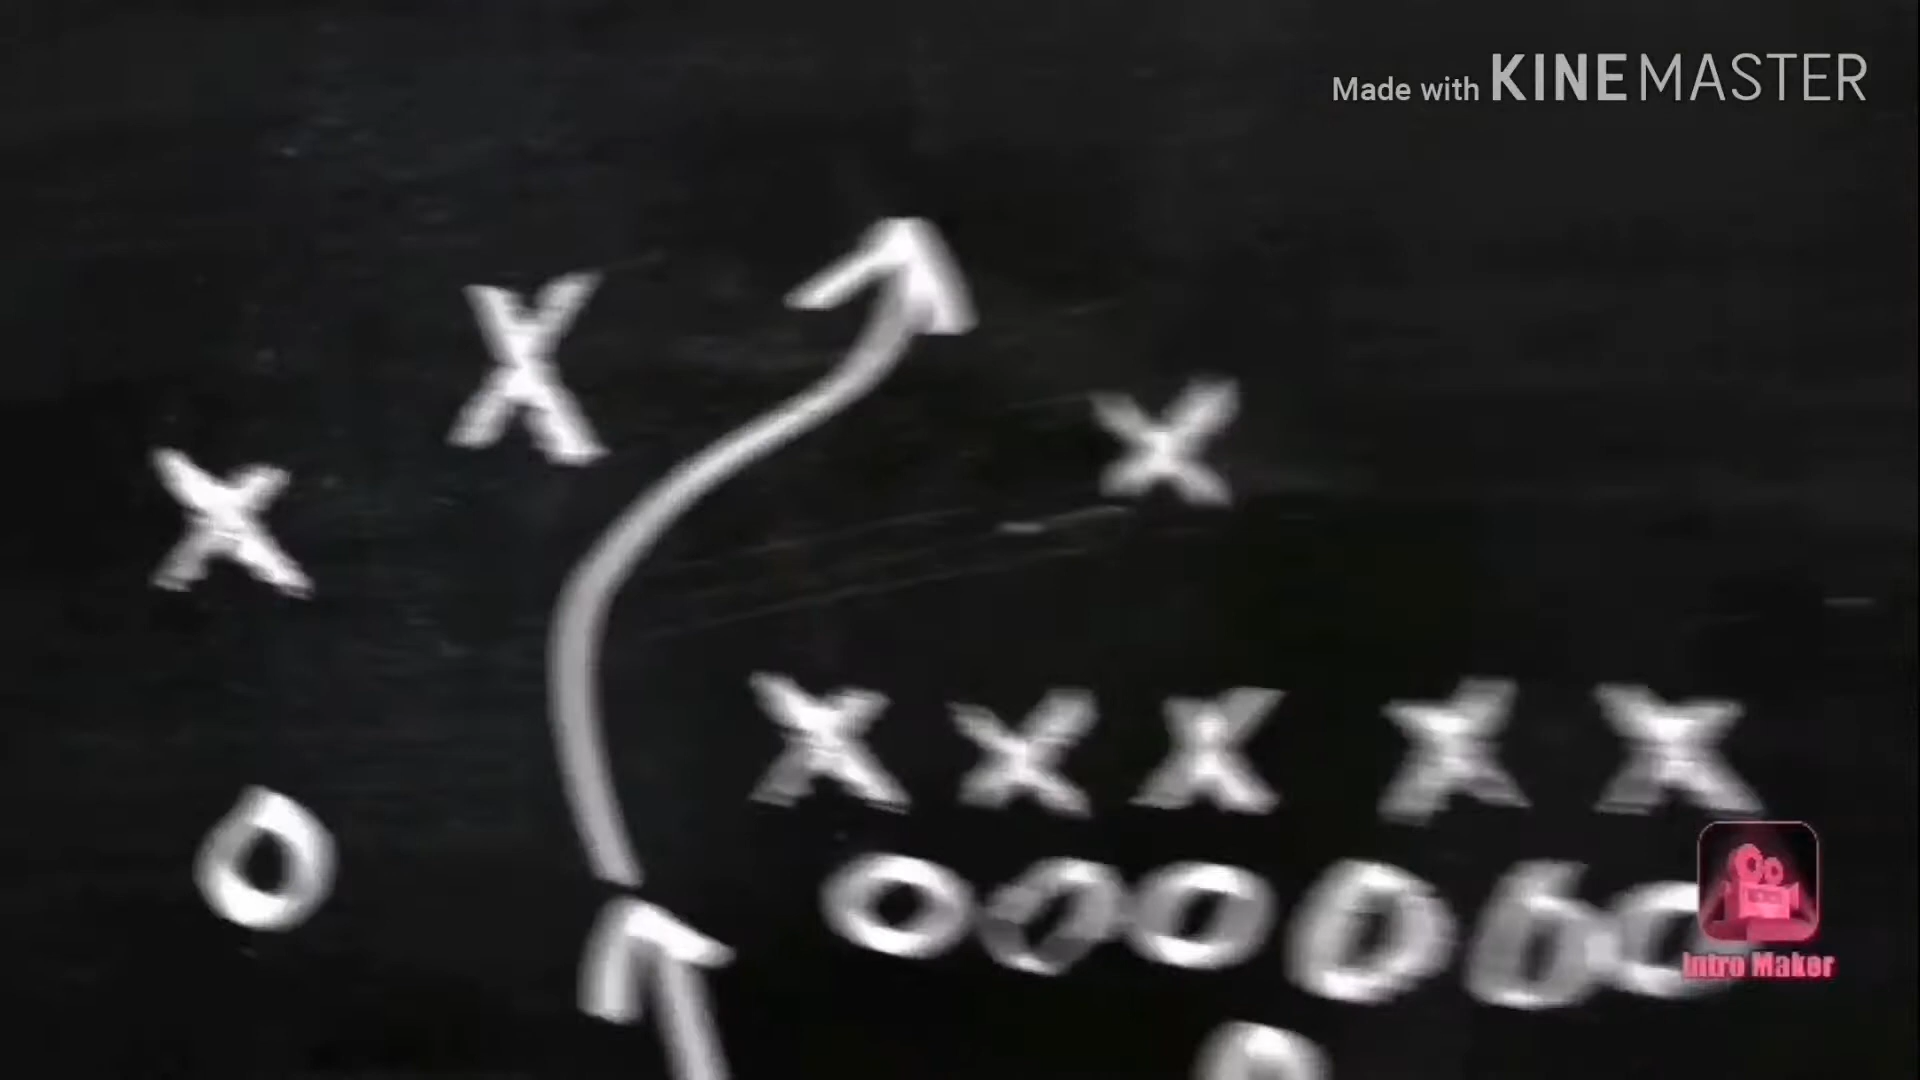 Made with KINEMASTER
X
X
X
X X X X X
O O O O O O O
O
Intro Maker